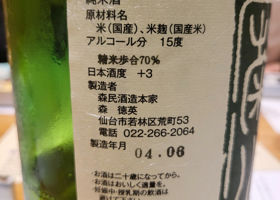 純米酒
原材料名
米(国産)、米麹(国産米)
アルコール分 15度
精米歩合70%
日本酒度 +3
製造者
森民酒造本家
森 徳英
仙台市若林区荒町53
電話 022-266-2064
製造年月 04.06
お酒は二十歳になってから。
お酒はおいしく適量を。
妊娠中・授乳期の飲酒は